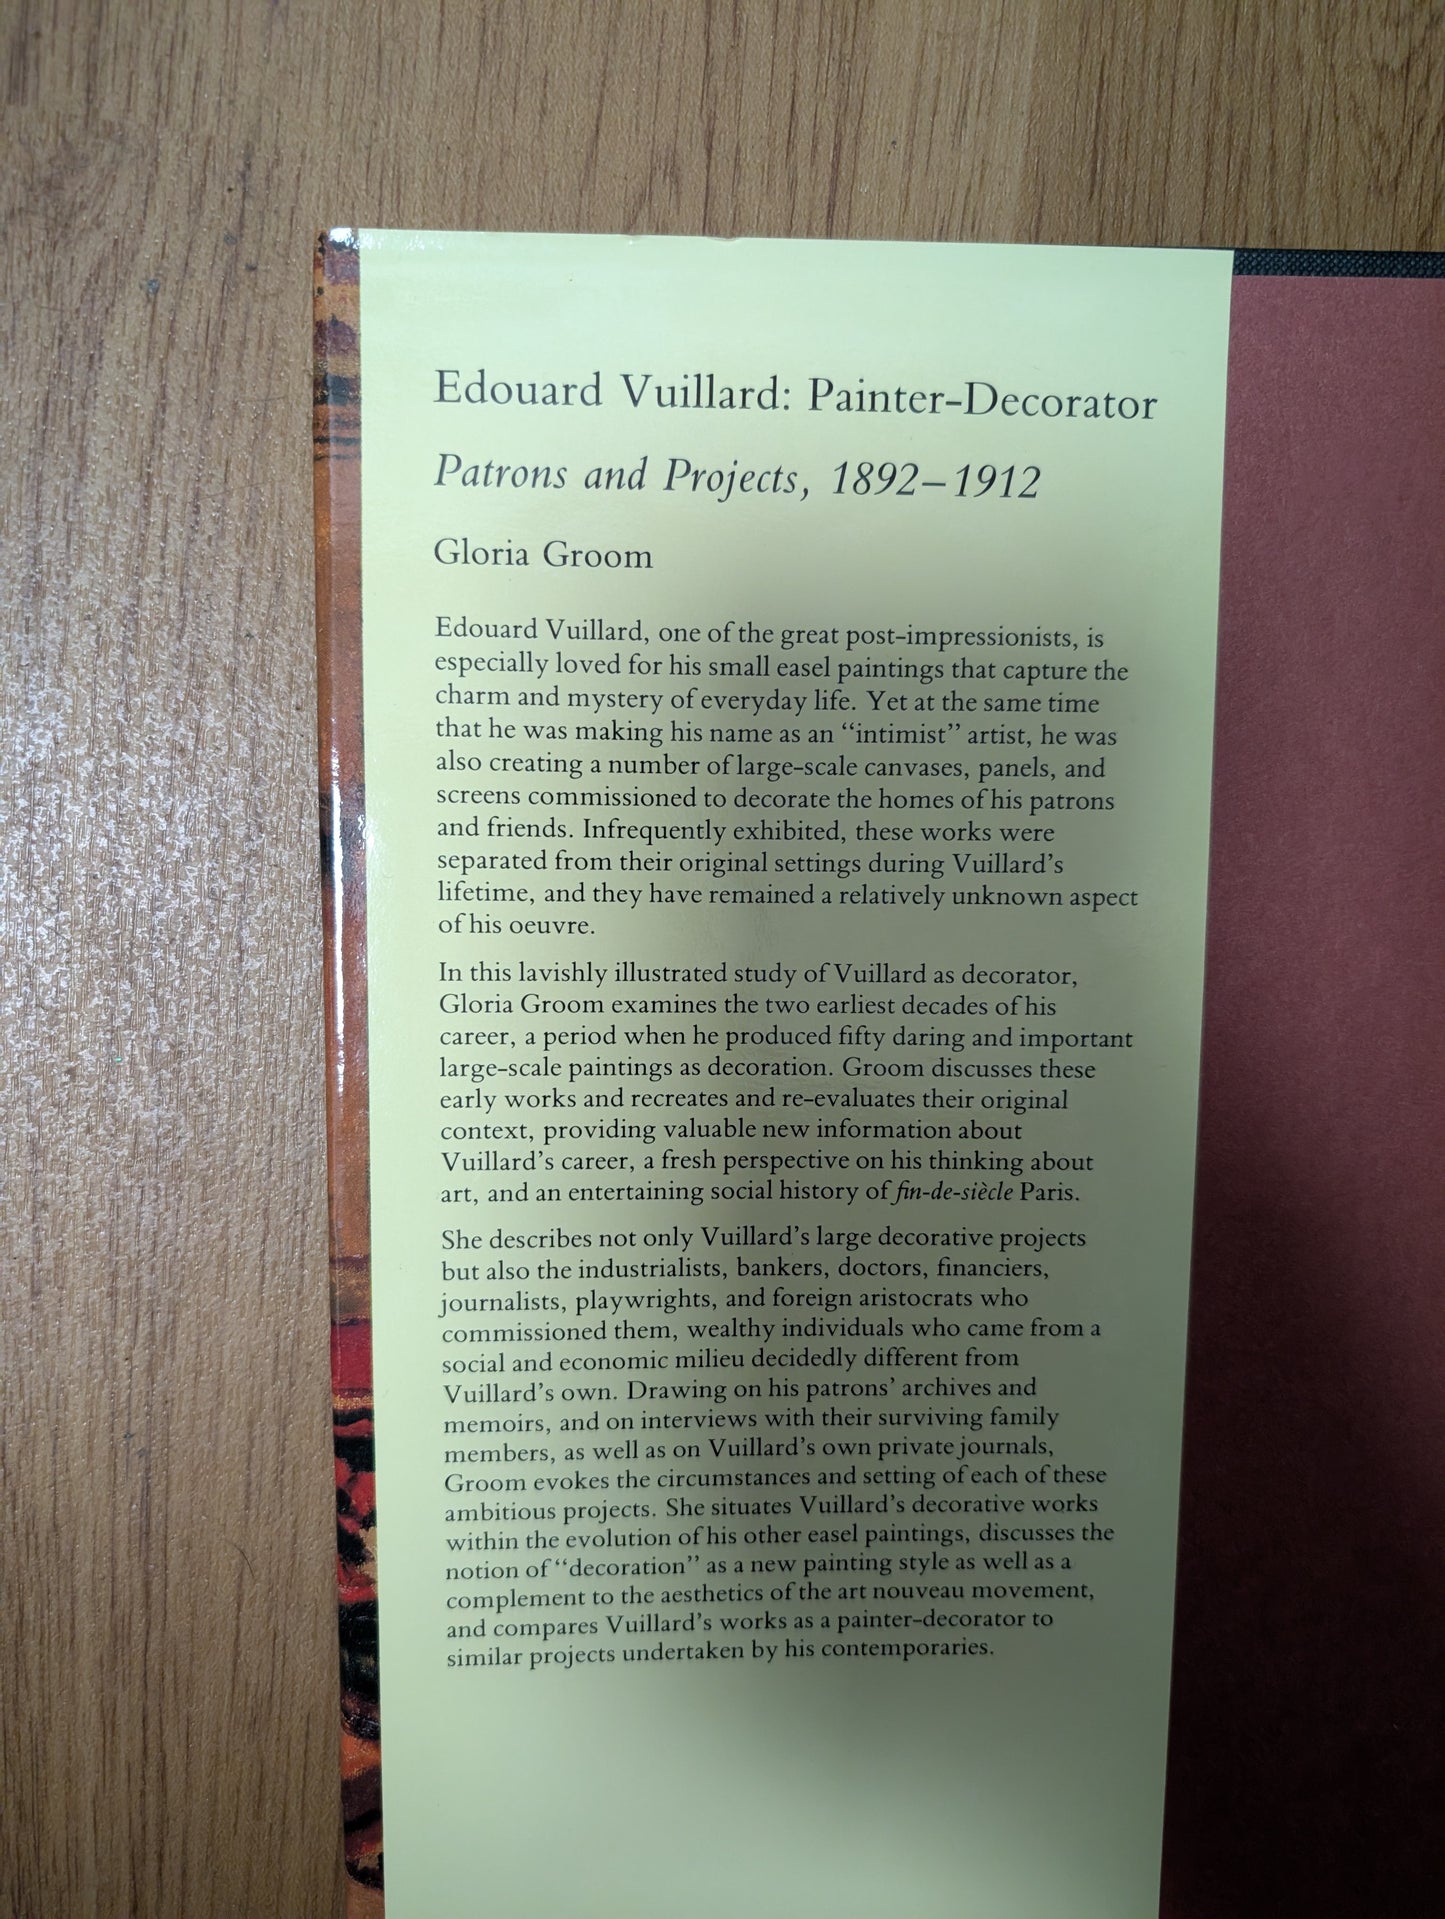 Edouard Vuillard: Painter-Decorator
Patrons and Projects, 1892–1912
Gloria Groom
Edouard Vuillard, one of the great post-impressionists, is
especially loved for his small easel paintings that capture the
charm and mystery of everyday life. Yet at the same time
that he was making his name as an “intimist” artist, he was
also creating a number of large-scale canvases, panels, and
screens commissioned to decorate the homes of his patrons
and friends. Infrequently exhibited, these works were
separated from their original settings during Vuillard’s
lifetime, and they have remained a relatively unknown aspect
of his oeuvre.
In this lavishly illustrated study of Vuillard as decorator,
Gloria Groom examines the two earliest decades of his
career, a period when he produced fifty daring and important
large-scale paintings as decoration. Groom discusses these
early works and recreates and re-evaluates their original
context, providing valuable new information about
Vuillard’s career, a fresh perspective on his thinking about
art, and an entertaining social history of fin-de-siècle Paris.
She describes not only Vuillard’s large decorative projects
but also the industrialists, bankers, doctors, financiers,
journalists, playwrights, and foreign aristocrats who
commissioned them, wealthy individuals who came from a
social and economic milieu decidedly different from
Vuillard’s own. Drawing on his patrons’ archives and
memoirs, and on interviews with their surviving family
members, as well as on Vuillard’s own private journals,
Groom evokes the circumstances and setting of each of these
ambitious projects. She situates Vuillard’s decorative works
within the evolution of his other easel paintings, discusses the
notion of “decoration” as a new painting style as well as a
complement to the aesthetics of the art nouveau movement,
and compares Vuillard’s works as a painter-decorator to
similar projects undertaken by his contemporaries.